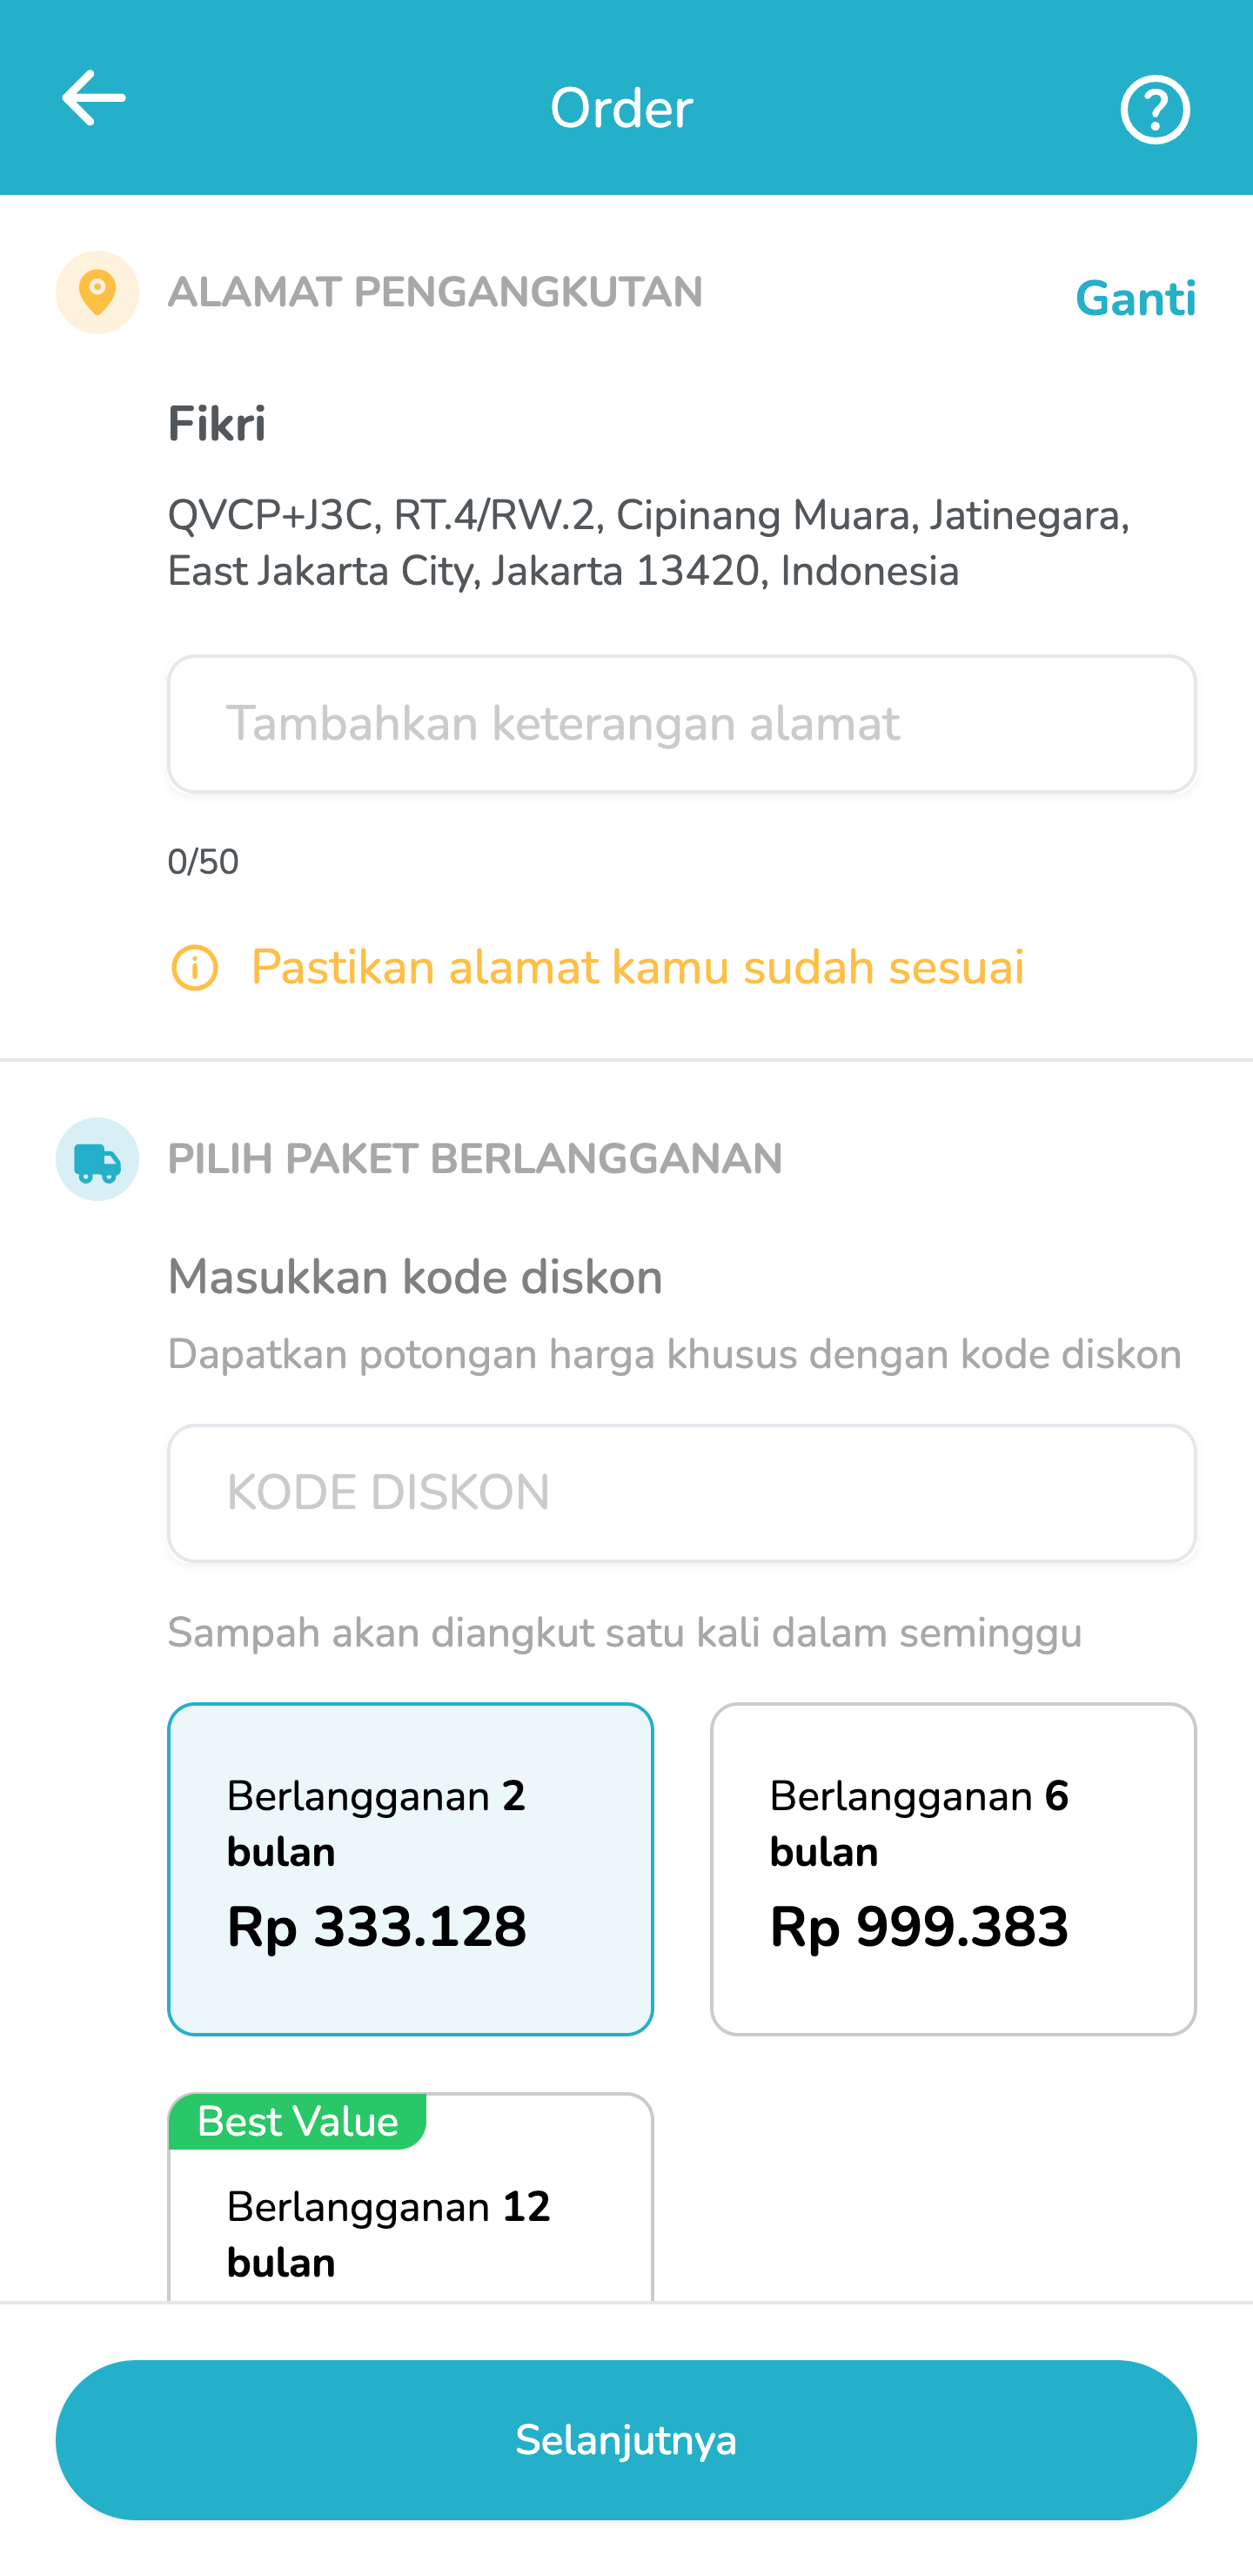 Order
ALAMAT PENGANGKUTAN
Ganti
Fikri
QVCP+J3C, RT.4/RW.2, Cipinang Muara, Jatinegara,
East Jakarta City, Jakarta 13420, Indonesia
Tambahkan keterangan alamat
0/50
Pastikan alamat kamu sudah sesuai
PILIH PAKET BERLANGGANAN
Masukkan kode diskon
Dapatkan potongan harga khusus dengan kode diskon
KODE DISKON
Sampah akan diangkut satu kali dalam seminggu
Berlangganan 2
bulan
Rp 333.128
Berlangganan 6
bulan
Rp 999.383
Best Value
Berlangganan 12
bulan
Selanjutnya